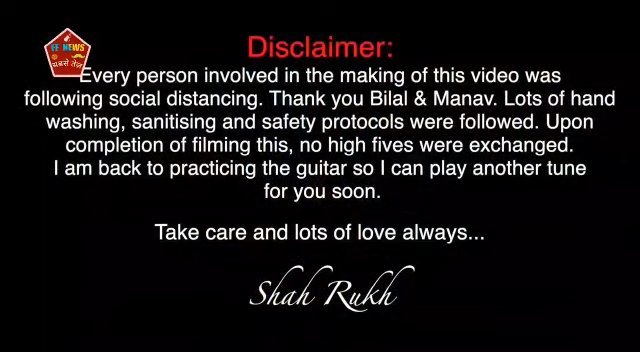 FF NEWS
सबसे तेज
Disclaimer:
Every person involved in the making of this video was
following social distancing. Thank you Bilal & Manav. Lots of hand
washing, sanitising and safety protocols were followed. Upon
completion of filming this, no high fives were exchanged.
I am back to practicing the guitar so I can play another tune
for you soon.
Take care and lots of love always...
Shah Rukh